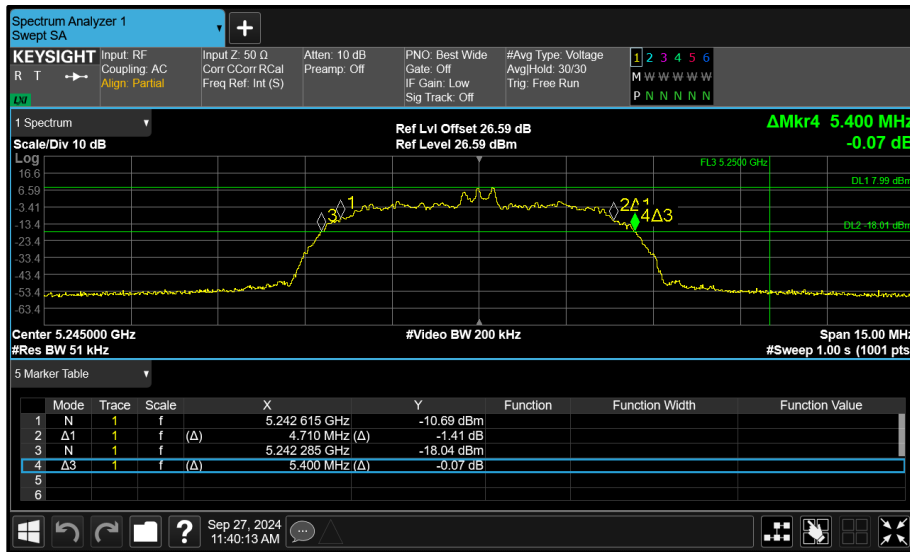 Spectrum Analyzer 1
Swept SA
+
KEYSIGHT
R T
LXI
Input: RF
Coupling: AC
Align: Partial
Input Z: 50 Ω
Corr CCorr RCal
Freq Ref: Int (S)
Atten: 10 dB
Preamp: Off
PNO: Best Wide
Gate: Off
IF Gain: Low
Sig Track: Off
#Avg Type: Voltage
Avg|Hold: 30/30
Trig: Free Run
1 2 3 4 5 6
M W W W W W
P N N N N N
1 Spectrum
Scale/Div 10 dB
Ref Lvl Offset 26.59 dB
Ref Level 26.59 dBm
ΔMkr4 5.400 MHz
-0.07 dB
Log
FL3 5.2500 GHz
16.6
DL1 7.99 dBm
6.59
-3.41
-13.4
-23.4
-33.4
-43.4
-53.4
-63.4
3
1
2Δ1
4Δ3
DL2 -18.01 dBm
Center 5.245000 GHz
#Video BW 200 kHz
Span 15.00 MHz
#Res BW 51 kHz
#Sweep 1.00 s (1001 pts
5 Marker Table
Mode Trace Scale X Y Function Function Width Function Value
1 N 1 f 5.242 615 GHz -10.69 dBm
2 Δ1 1 f (Δ) 4.710 MHz (Δ) -1.41 dB
3 N 1 f 5.242 285 GHz -18.04 dBm
4 Δ3 1 f (Δ) 5.400 MHz (Δ) -0.07 dB
5
6
?
Sep 27, 2024
11:40:13 AM